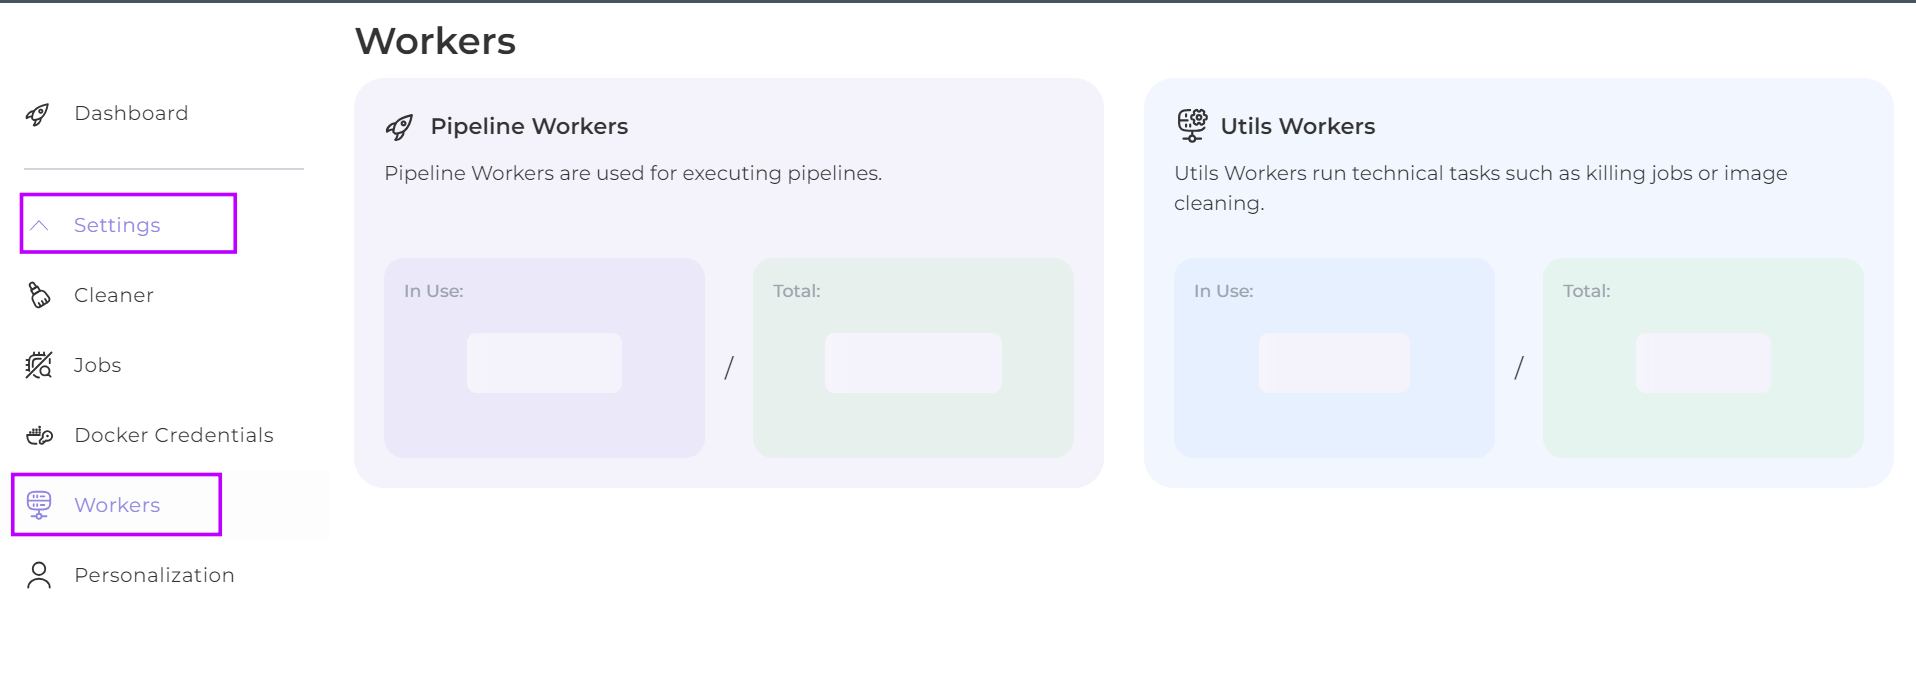 Workers
Dashboard
Settings
Cleaner
Jobs
Docker Credentials
Workers
Personalization
Pipeline Workers
Pipeline Workers are used for executing pipelines.
In Use:
/
Total:
Utils Workers
Utils Workers run technical tasks such as killing jobs or image
cleaning.
In Use:
/
Total: